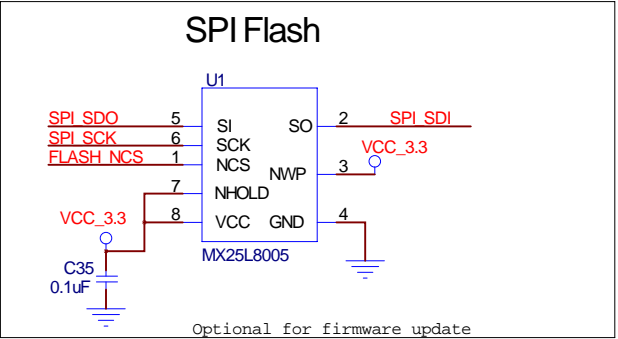 SPI Flash
U1
SPI_SDO 5 SI SO 2 SPI_SDI
SPI_SCK 6 SCK
FLASH_NCS 1 NCS
VCC_3.3
NWP 3
7 NHOLD
VCC_3.3
8 VCC GND 4
MX25L8005
C35
0.1uF
Optional for firmware update